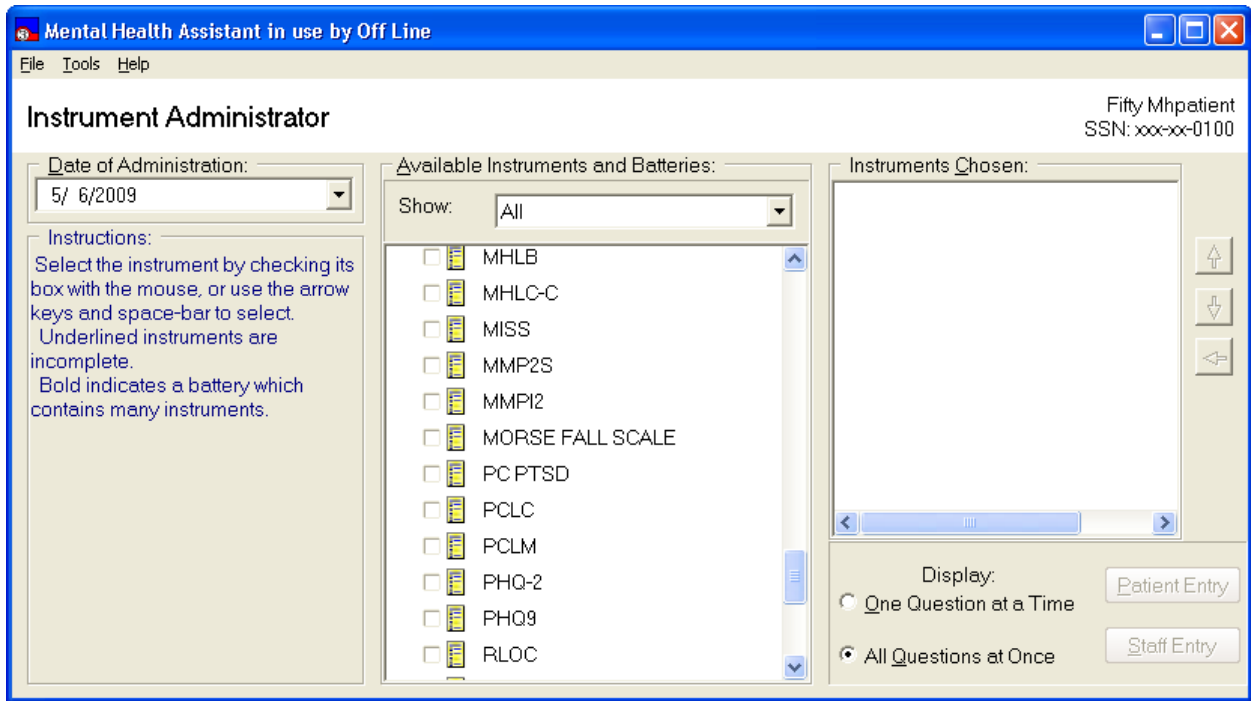 Mental Health Assistant in use by Off Line
File Tools Help
Instrument Administrator
Fifty Mhpatient
SSN: xxx-xx-0100
Date of Administration:
5/ 6/2009
Instructions:
Select the instrument by checking its
box with the mouse, or use the arrow
keys and space-bar to select.
Underlined instruments are
incomplete.
Bold indicates a battery which
contains many instruments.
Available Instruments and Batteries:
Show: All
MHLB
MHLC-C
MISS
MMP2S
MMPI2
MORSE FALL SCALE
PC PTSD
PCLC
PCLM
PHQ-2
PHQ9
RLOC
Instruments Chosen:
Display:
One Question at a Time
All Questions at Once
Patient Entry
Staff Entry